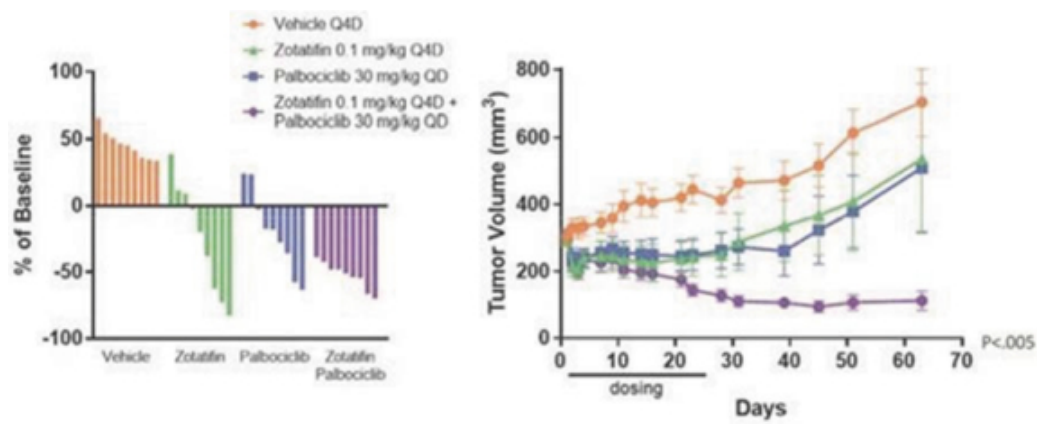 Vehicle Q4D
Zotatifin 0.1 mg/kg Q4D
Palbociclib 30 mg/kg QD
Zotatifin 0.1 mg/kg Q4D +
Palbociclib 30 mg/kg QD
% of Baseline
100
50
0
-50
-100
Vehicle
Zotatifin
Palbociclib
Zotatifin
Palbociclib
Tumor Volume (mm³)
800
600
400
200
0
0 10 20 30 40 50 60 70
dosing
Days
P<.005